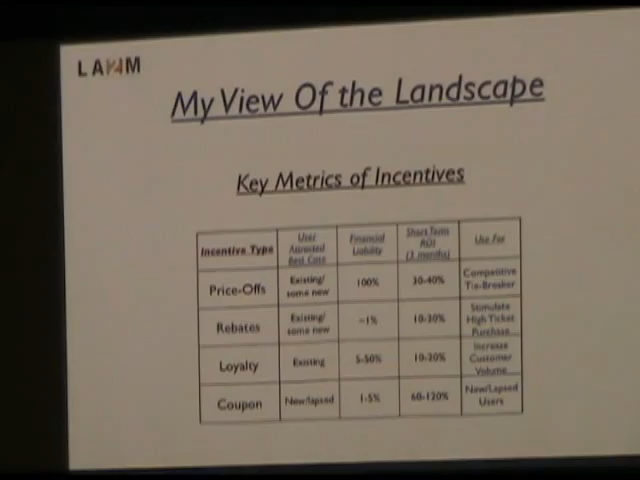 LA2M
My View Of the Landscape
Key Metrics of Incentives
Incentive Type
User
Attracted
Best Case
Financial
Liability
Short Term
ROI
(3 months)
Use For
Price-Offs
Existing/
some new
100%
30-40%
Competitive
Tie-Breaker
Rebates
Existing/
some new
~1%
10-30%
Stimulate
High Ticket
Purchase
Loyalty
Existing
5-50%
10-20%
Increase
Customer
Volume
Coupon
New/lapsed
1-5%
60-120%
New/Lapsed
Users